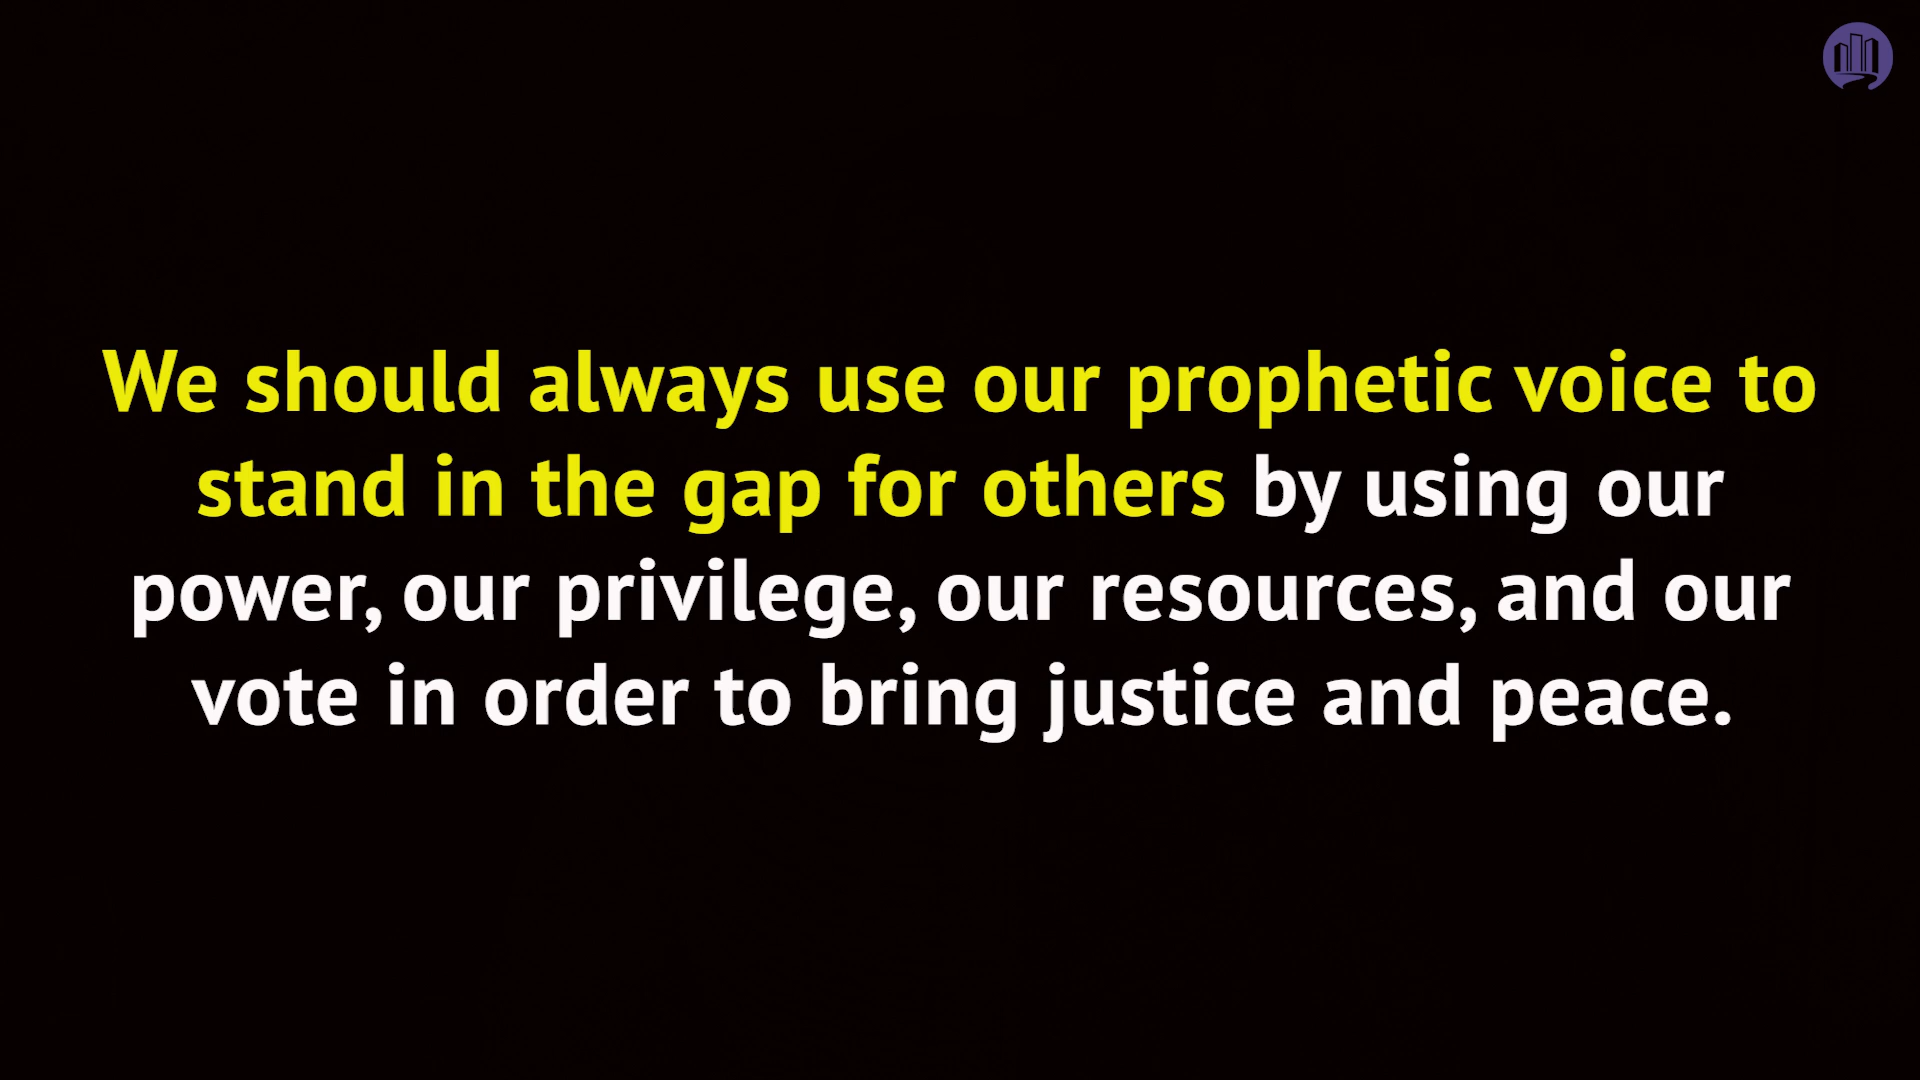 We should always use our prophetic voice to
stand in the gap for others by using our
power, our privilege, our resources, and our
vote in order to bring justice and peace.